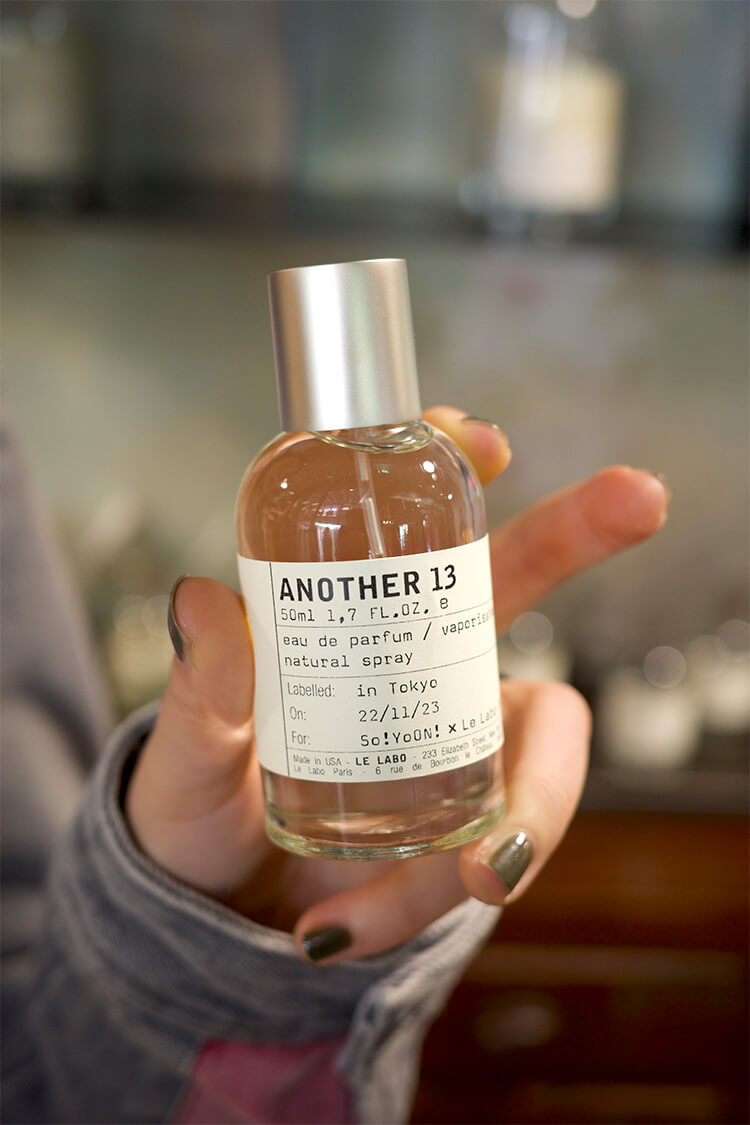 ANOTHER 13
50ml 1,7 FL.OZ. e
eau de parfum /
natural spray
Labelled: in Tokyo
On: 22/11/23
For: So!YoON! × Le Labo
Made in USA - LE LABO - 233 Elizabeth Street,
Le Labo Paris - 6 rue de Bourbon le Château